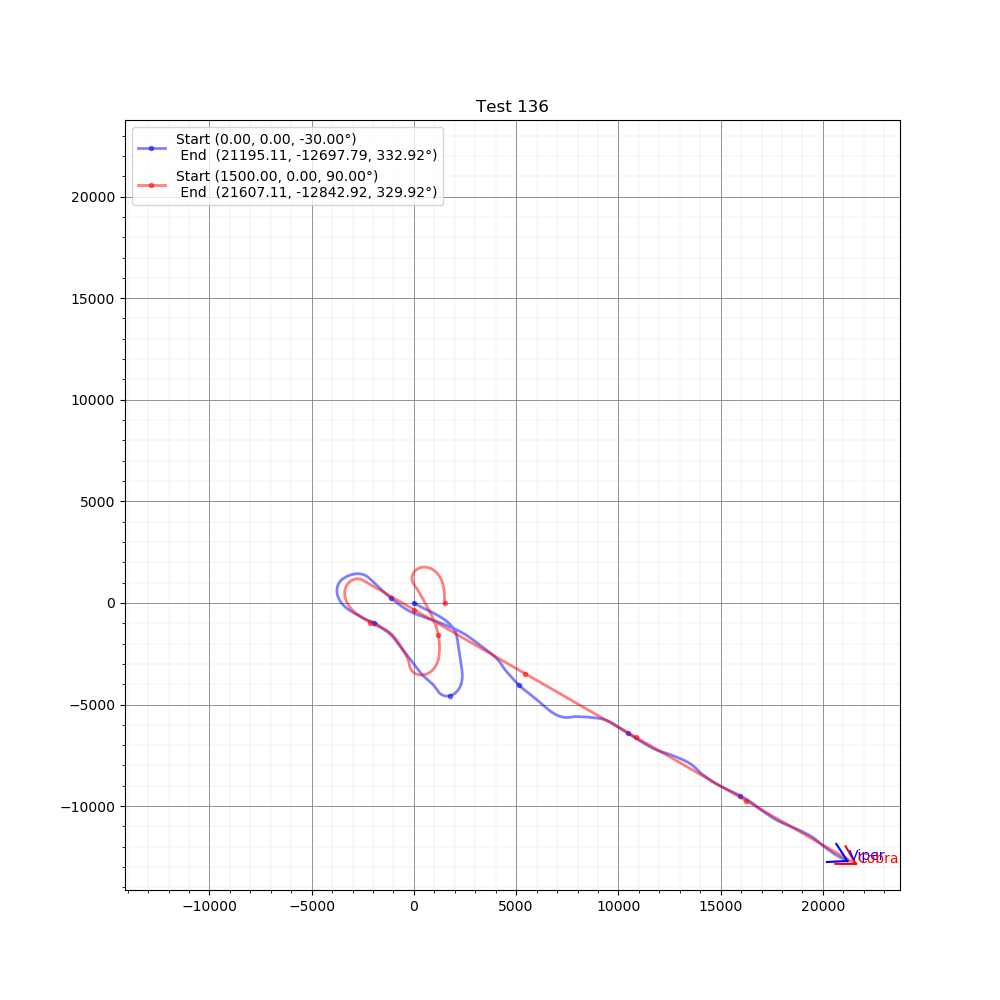 Test 136
Start (0.00, 0.00, -30.00°)
End  (21195.11, -12697.79, 332.92°)
Start (1500.00, 0.00, 90.00°)
End  (21607.11, -12842.92, 329.92°)
20000
15000
10000
5000
0
−5000
−10000
Viper
Cobra
−10000
−5000
0
5000
10000
15000
20000